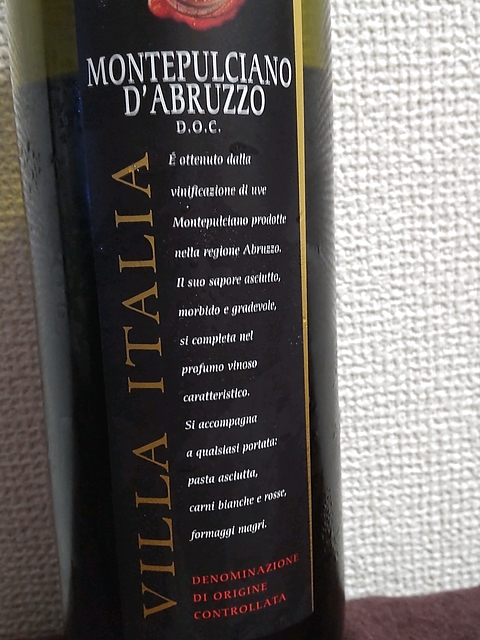 MONTEPULCIANO
D'ABRUZZO
D.O.C.
VILLA ITALIA
É ottenuto dalla
vinificazione di uve
Montepulciano prodotte
nella regione Abruzzo.
Il suo sapore asciutto,
morbido e gradevole,
si completa nel
profumo vinoso
caratteristico.
Si accompagna
a qualsiasi portata:
pasta asciutta,
carni bianche e rosse,
formaggi magri.
DENOMINAZIONE
DI ORIGINE
CONTROLLATA